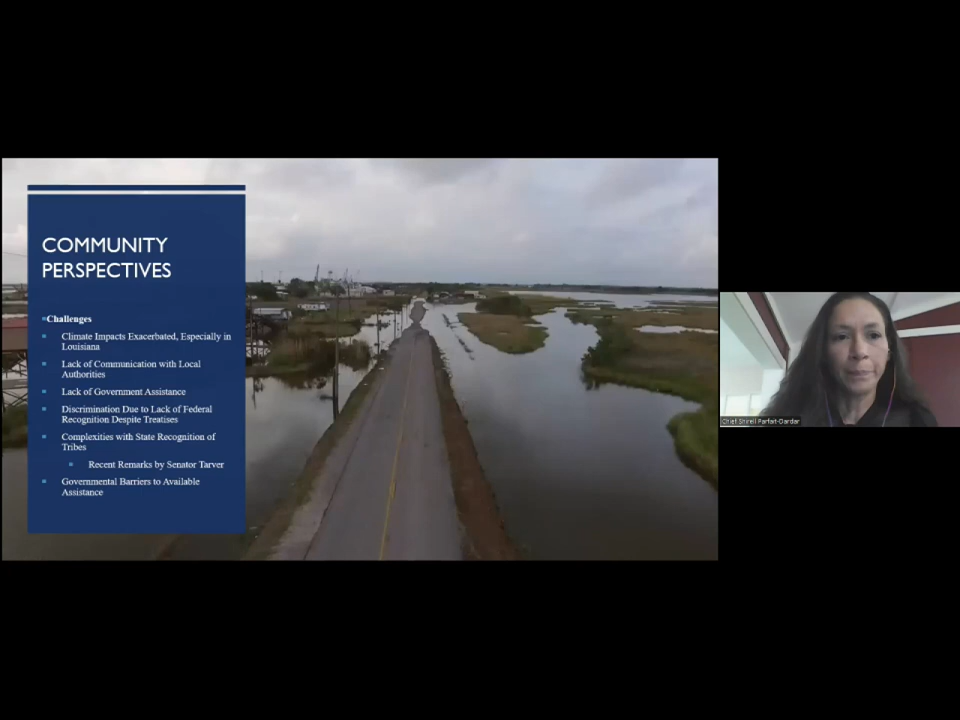 COMMUNITY
PERSPECTIVES
Challenges
Climate Impacts Exacerbated, Especially in
Louisiana
Lack of Communication with Local
Authorities
Lack of Government Assistance
Discrimination Due to Lack of Federal
Recognition Despite Treatises
Complexities with State Recognition of
Tribes
Recent Remarks by Senator Tarver
Governmental Barriers to Available
Assistance
Chief Shirell Parfait-Dardar